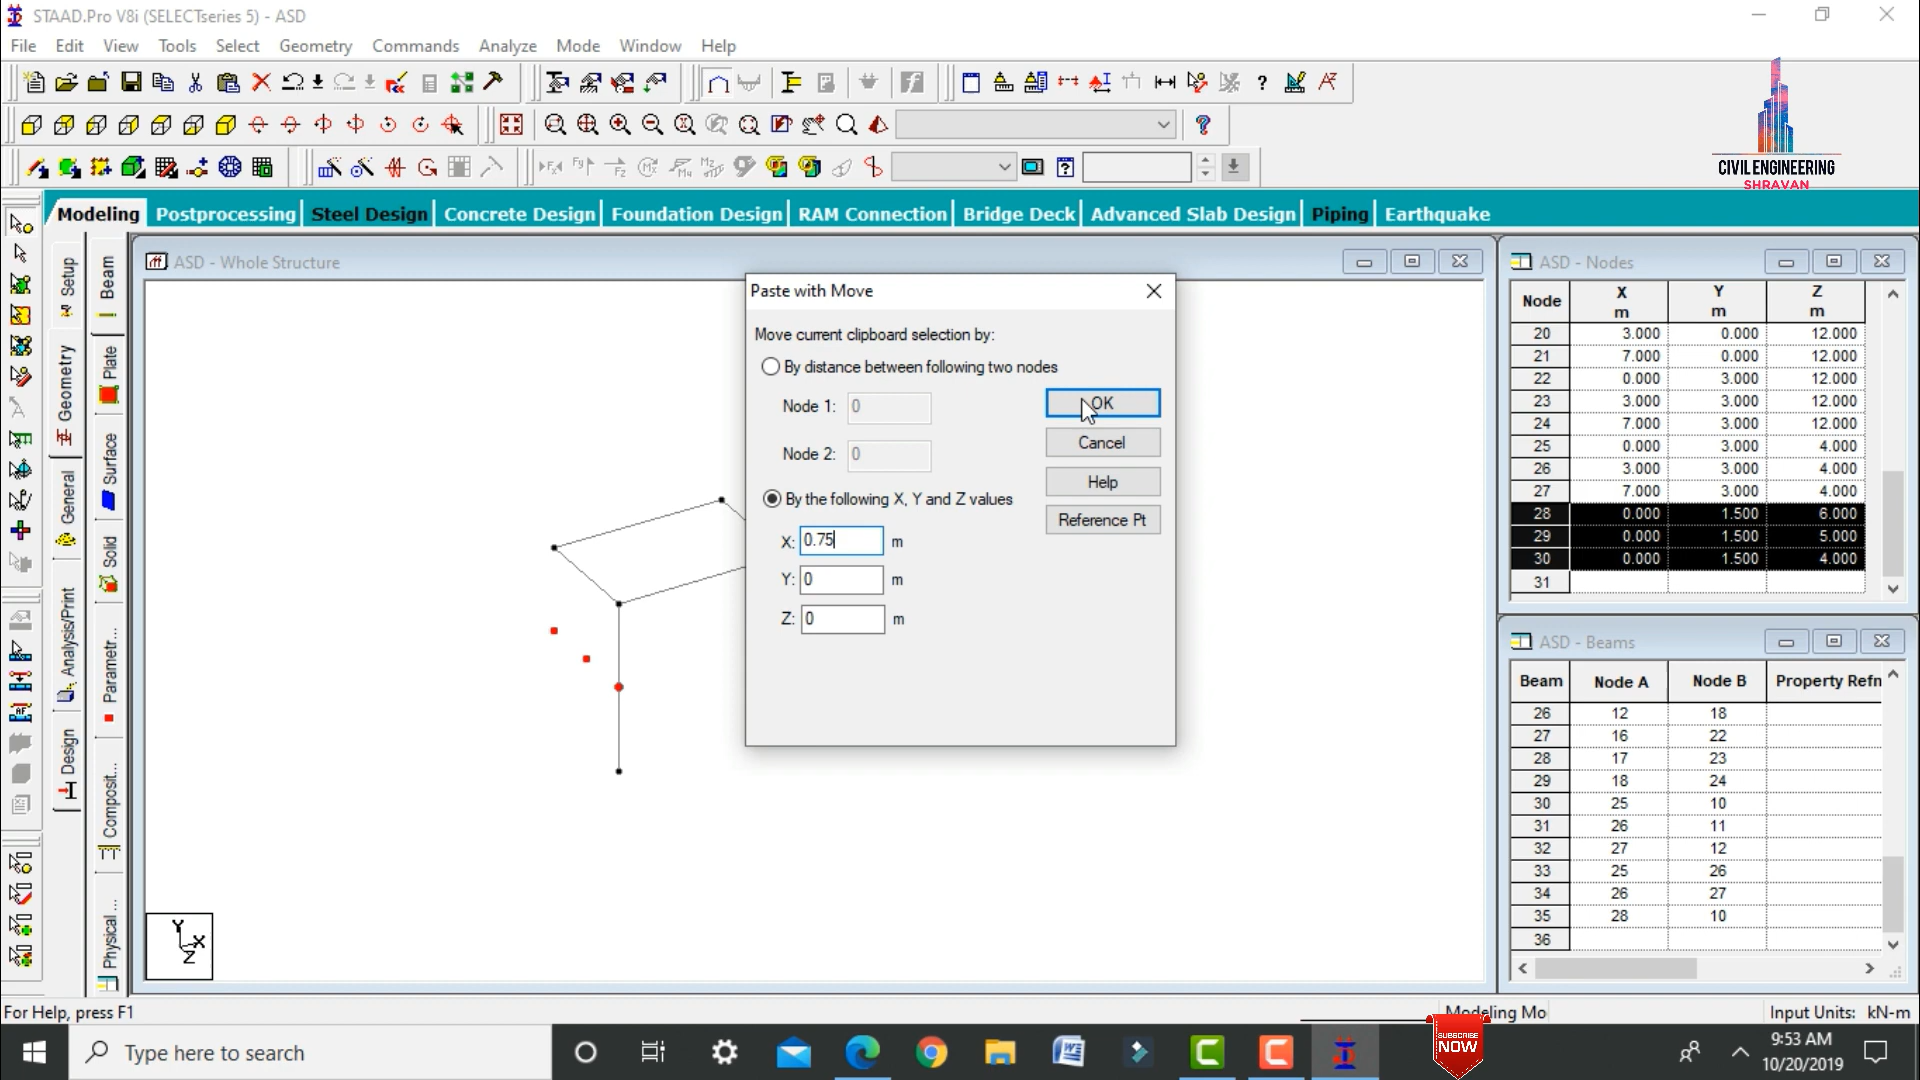 STAAD.Pro V8i (SELECTseries 5) - ASD
File Edit View Tools Select Geometry Commands Analyze Mode Window Help
CIVIL ENGINEERING
SHRAVAN
Modeling Postprocessing Steel Design Concrete Design Foundation Design RAM Connection Bridge Deck Advanced Slab Design Piping Earthquake
Setup
Geometry
General
Analysis/Print
Design
Beam
Plate
Surface
Solid
Parametr...
Composit...
Physical ...
ASD - Whole Structure
Paste with Move
Move current clipboard selection by:
By distance between following two nodes
Node 1: 0
OK
Cancel
Node 2: 0
Help
By the following X, Y and Z values
Reference Pt
X: 0.75 m
Y: 0 m
Z: 0 m
Y
X
Z
ASD - Nodes
Node X m Y m Z m
20 3.000 0.000 12.000
21 7.000 0.000 12.000
22 0.000 3.000 12.000
23 3.000 3.000 12.000
24 7.000 3.000 12.000
25 0.000 3.000 4.000
26 3.000 3.000 4.000
27 7.000 3.000 4.000
28 0.000 1.500 6.000
29 0.000 1.500 5.000
30 0.000 1.500 4.000
31
ASD - Beams
Beam Node A Node B Property Refn
26 12 18
27 16 22
28 17 23
29 18 24
30 25 10
31 26 11
32 27 12
33 25 26
34 26 27
35 28 10
36
For Help, press F1
Modeling Mo
Input Units: kN-m
Type here to search
SUBSCRIBE
NOW
9:53 AM
10/20/2019